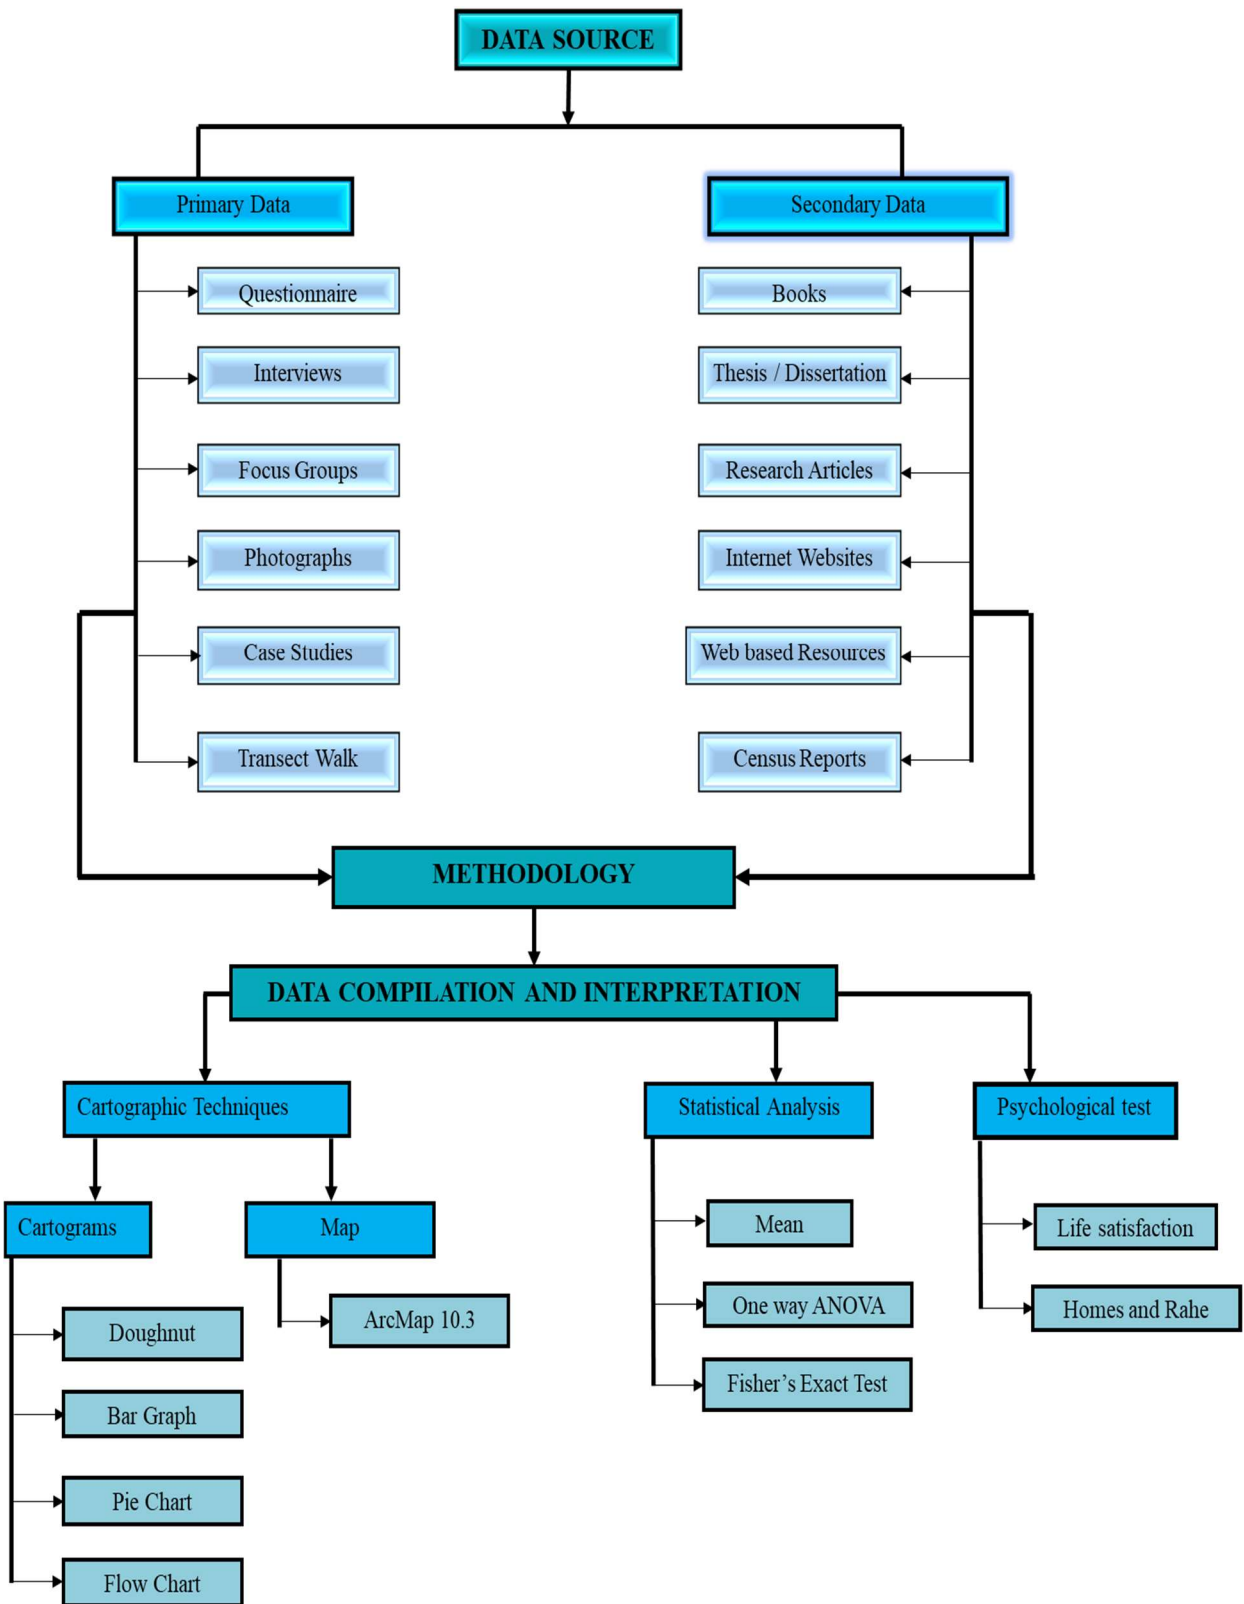 DATA SOURCE
Primary Data
Secondary Data
Questionnaire
Books
Interviews
Thesis / Dissertation
Focus Groups
Research Articles
Photographs
Internet Websites
Case Studies
Web based Resources
Transect Walk
Census Reports
METHODOLOGY
DATA COMPILATION AND INTERPRETATION
Cartographic Techniques
Statistical Analysis
Psychological test
Cartograms
Map
Mean
Life satisfaction
Doughnut
ArcMap 10.3
One way ANOVA
Homes and Rahe
Bar Graph
Fisher’s Exact Test
Pie Chart
Flow Chart